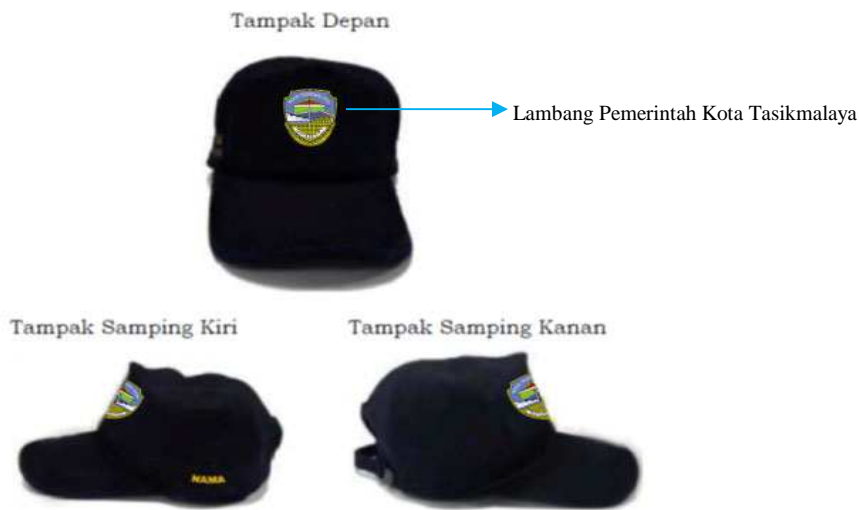 Tampak Depan
Lambang Pemerintah Kota Tasikmalaya
Tampak Samping Kiri
Tampak Samping Kanan
NAMA